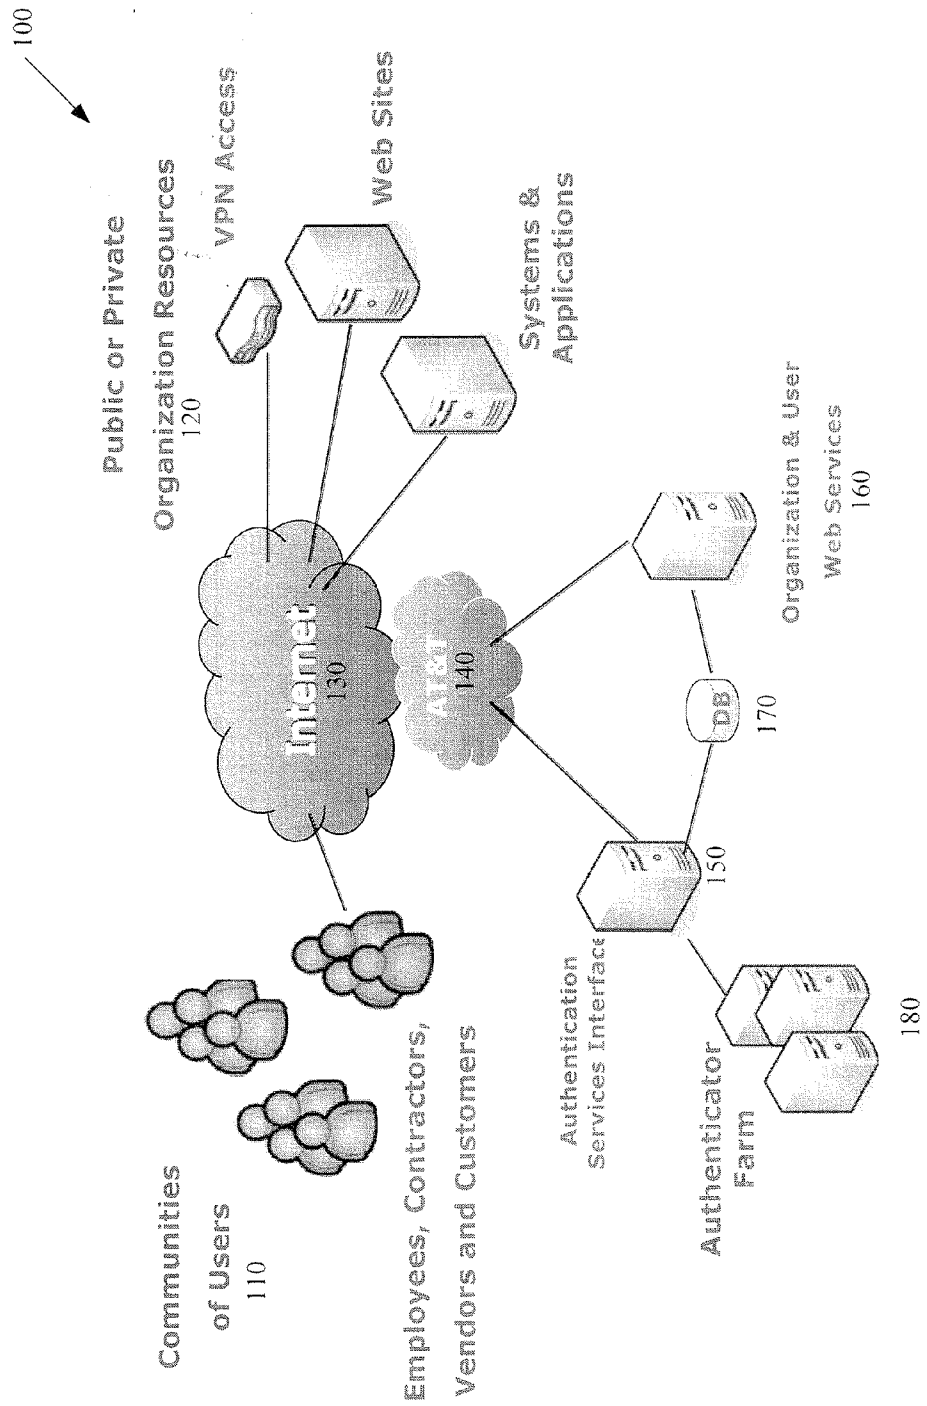 100
Public or Private
Organization Resources
120
VPN Access
Web Sites
Systems &
Applications
Communities
of Users
110
Employees, Contractors,
Vendors and Customers
Internet
130
AT&T
140
Authentication
Services Interface
150
Authenticator
Farm
180
DB
170
Organization & User
Web Services
160